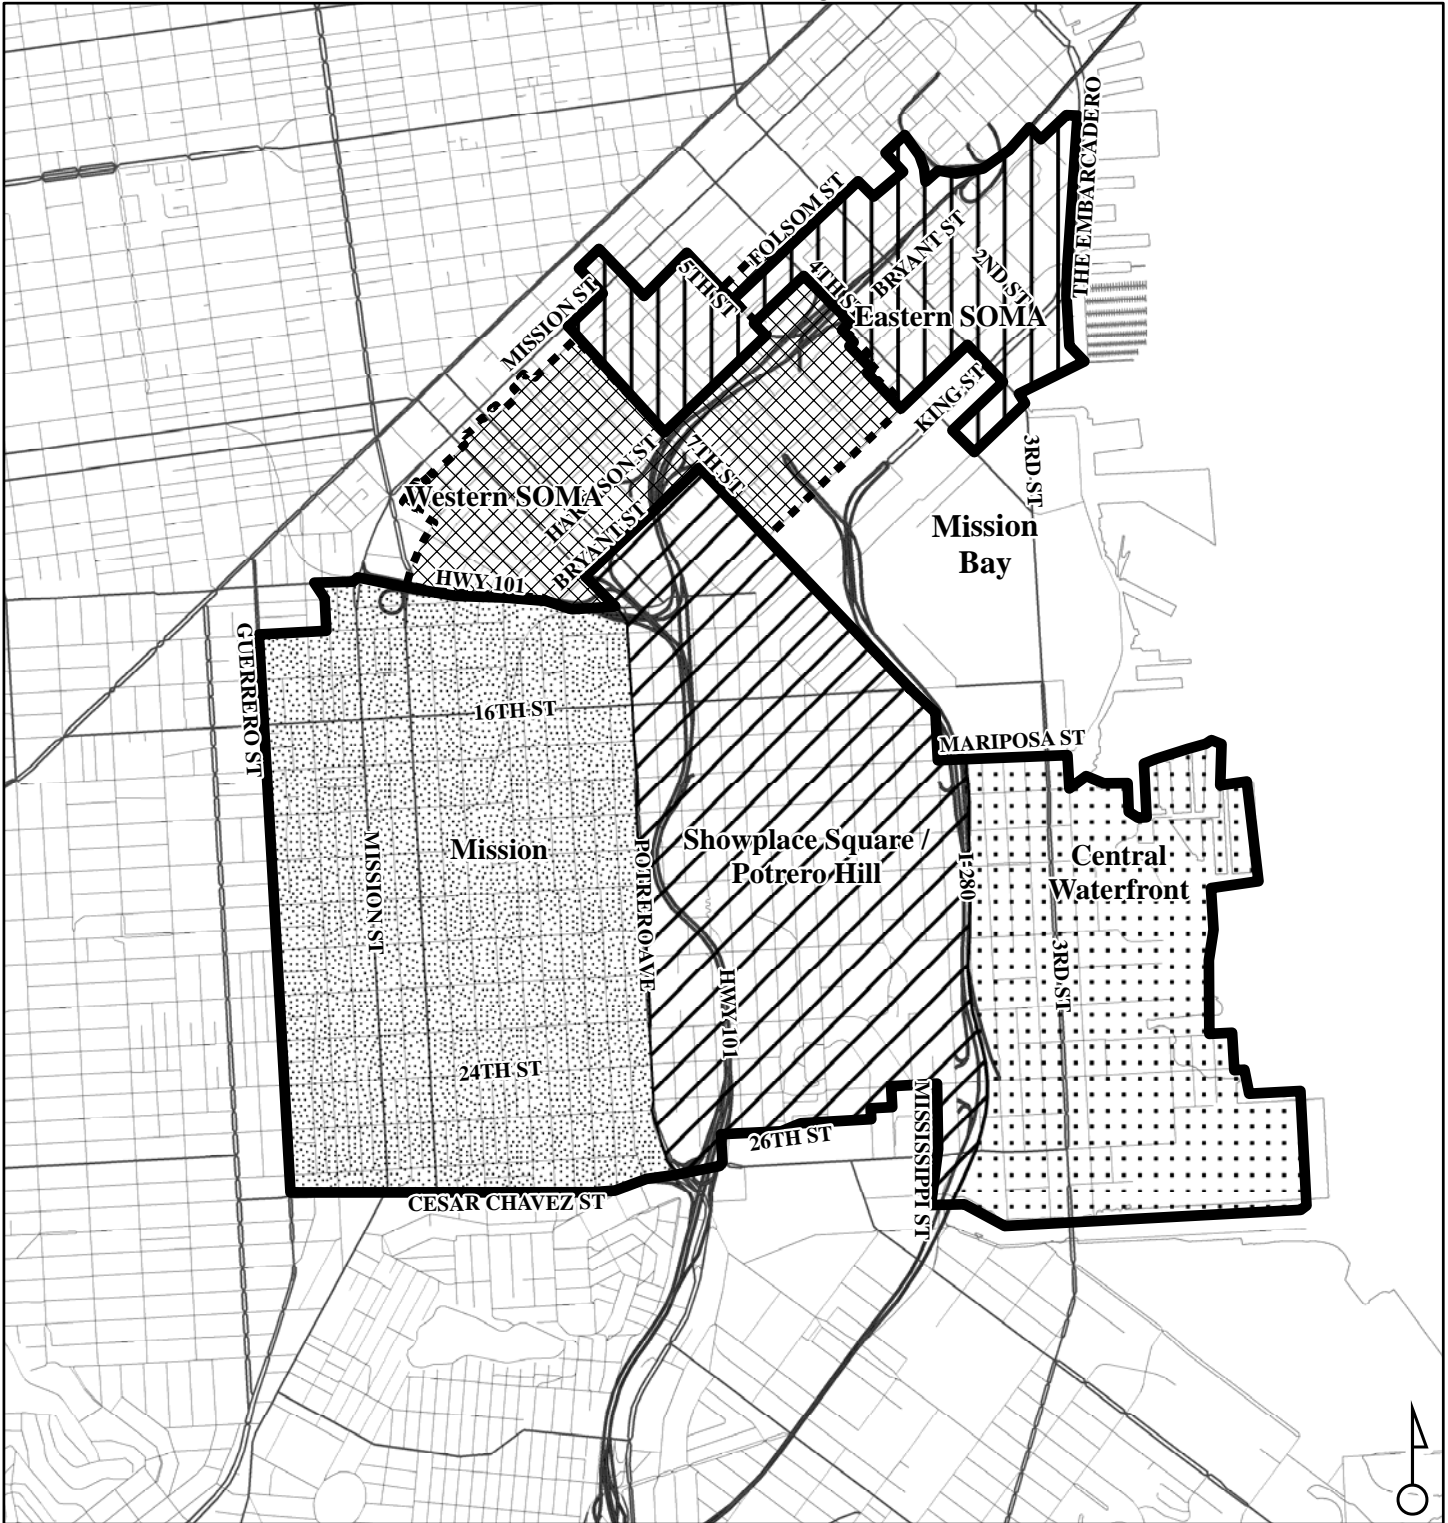 THE EMBARCADERO
FOLSOM ST
BRYANT ST
2ND ST
4TH ST
5TH ST
MISSION ST
Eastern SOMA
KING ST
3RD ST
7TH ST
HARRISON ST
Western SOMA
BRYANT ST
HWY 101
Mission
Bay
GUERRERO ST
16TH ST
MARIPOSA ST
MISSION ST
Mission
POTRERO AVE
Showplace Square /
Potrero Hill
I-280
Central
Waterfront
3RD ST
HWY 101
24TH ST
26TH ST
MISSISSIPPI ST
CESAR CHAVEZ ST